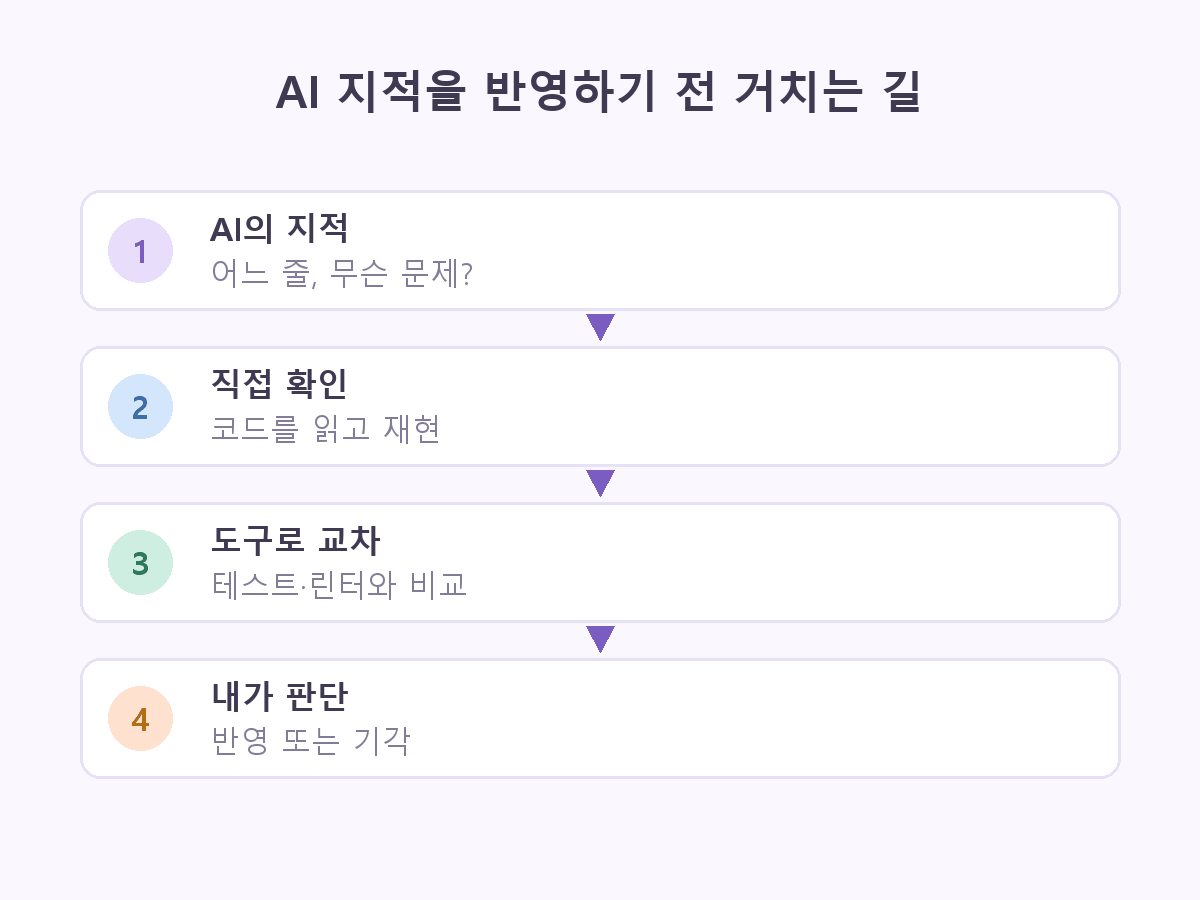 AI 지적을 반영하기 전 거치는 길
1
AI의 지적
어느 줄, 무슨 문제?
2
직접 확인
코드를 읽고 재현
3
도구로 교차
테스트·린터와 비교
4
내가 판단
반영 또는 기각